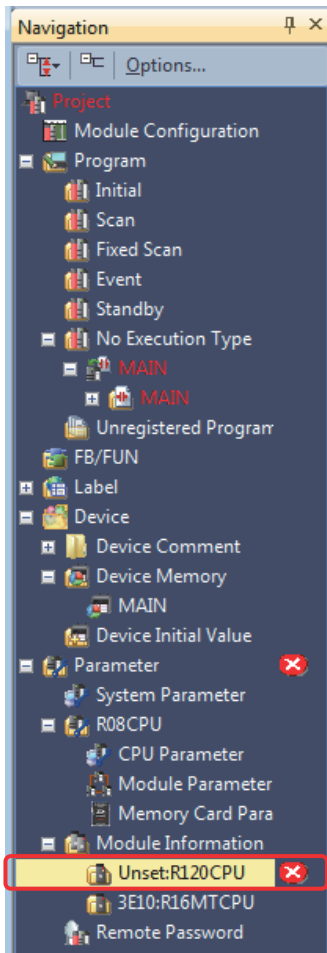 Navigation
Options...
Project
Module Configuration
Program
Initial
Scan
Fixed Scan
Event
Standby
No Execution Type
MAIN
MAIN
Unregistered Program
FB/FUN
Label
Device
Device Comment
Device Memory
MAIN
Device Initial Value
Parameter
System Parameter
R08CPU
CPU Parameter
Module Parameter
Memory Card Para
Module Information
Unset:R120CPU
3E10:R16MTCPU
Remote Password